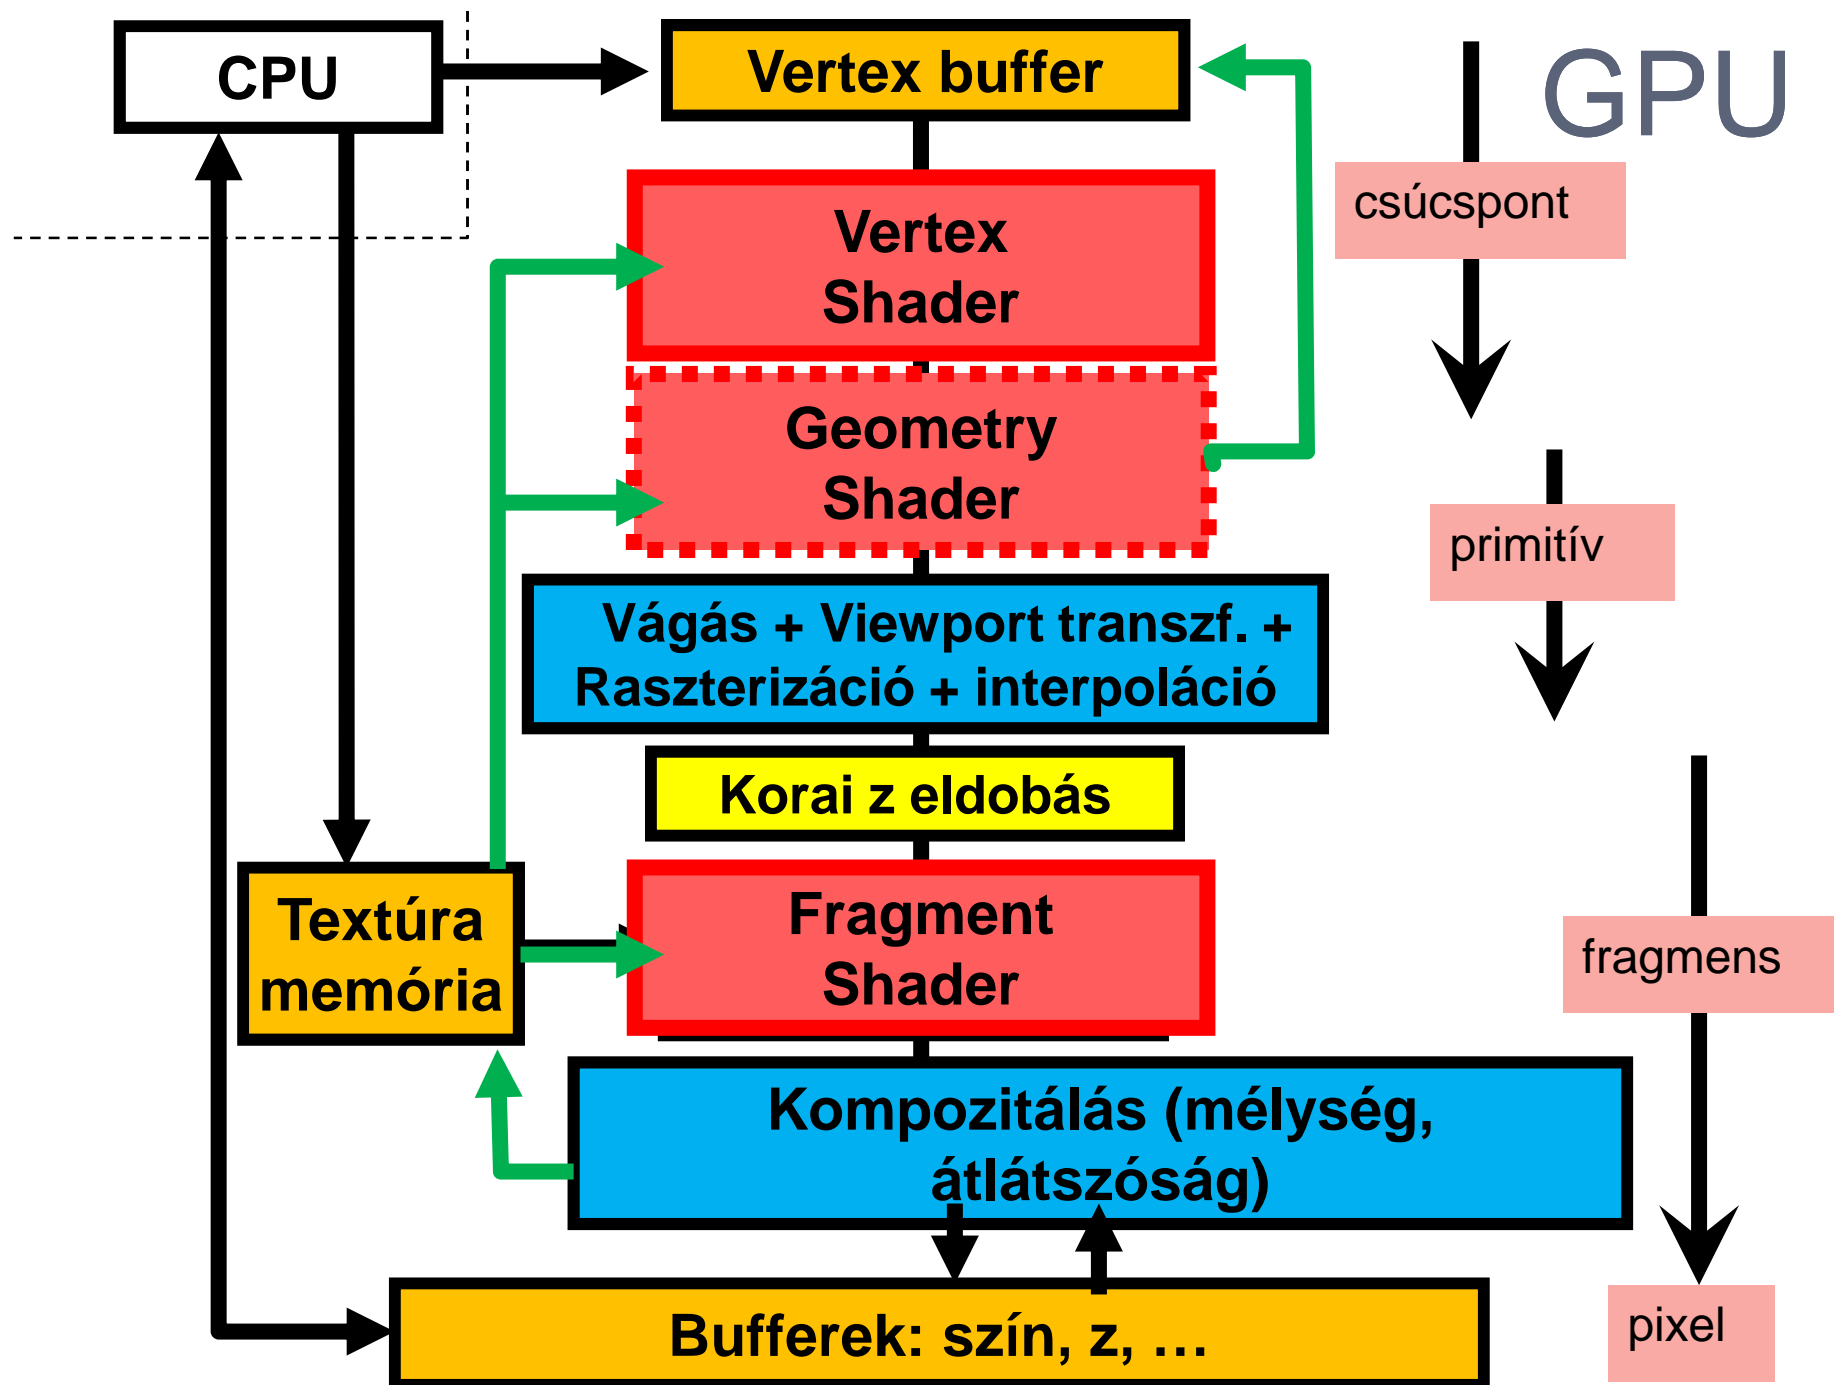 CPU
Vertex buffer
GPU
csúcspont
Vertex
Shader
Geometry
Shader
primitív
Vágás + Viewport transzf. +
Raszterizáció + interpoláció
Korai z eldobás
Textúra
memória
Fragment
Shader
fragmens
Kompozitálás (mélység,
átlátszóság)
Bufferek: szín, z, …
pixel